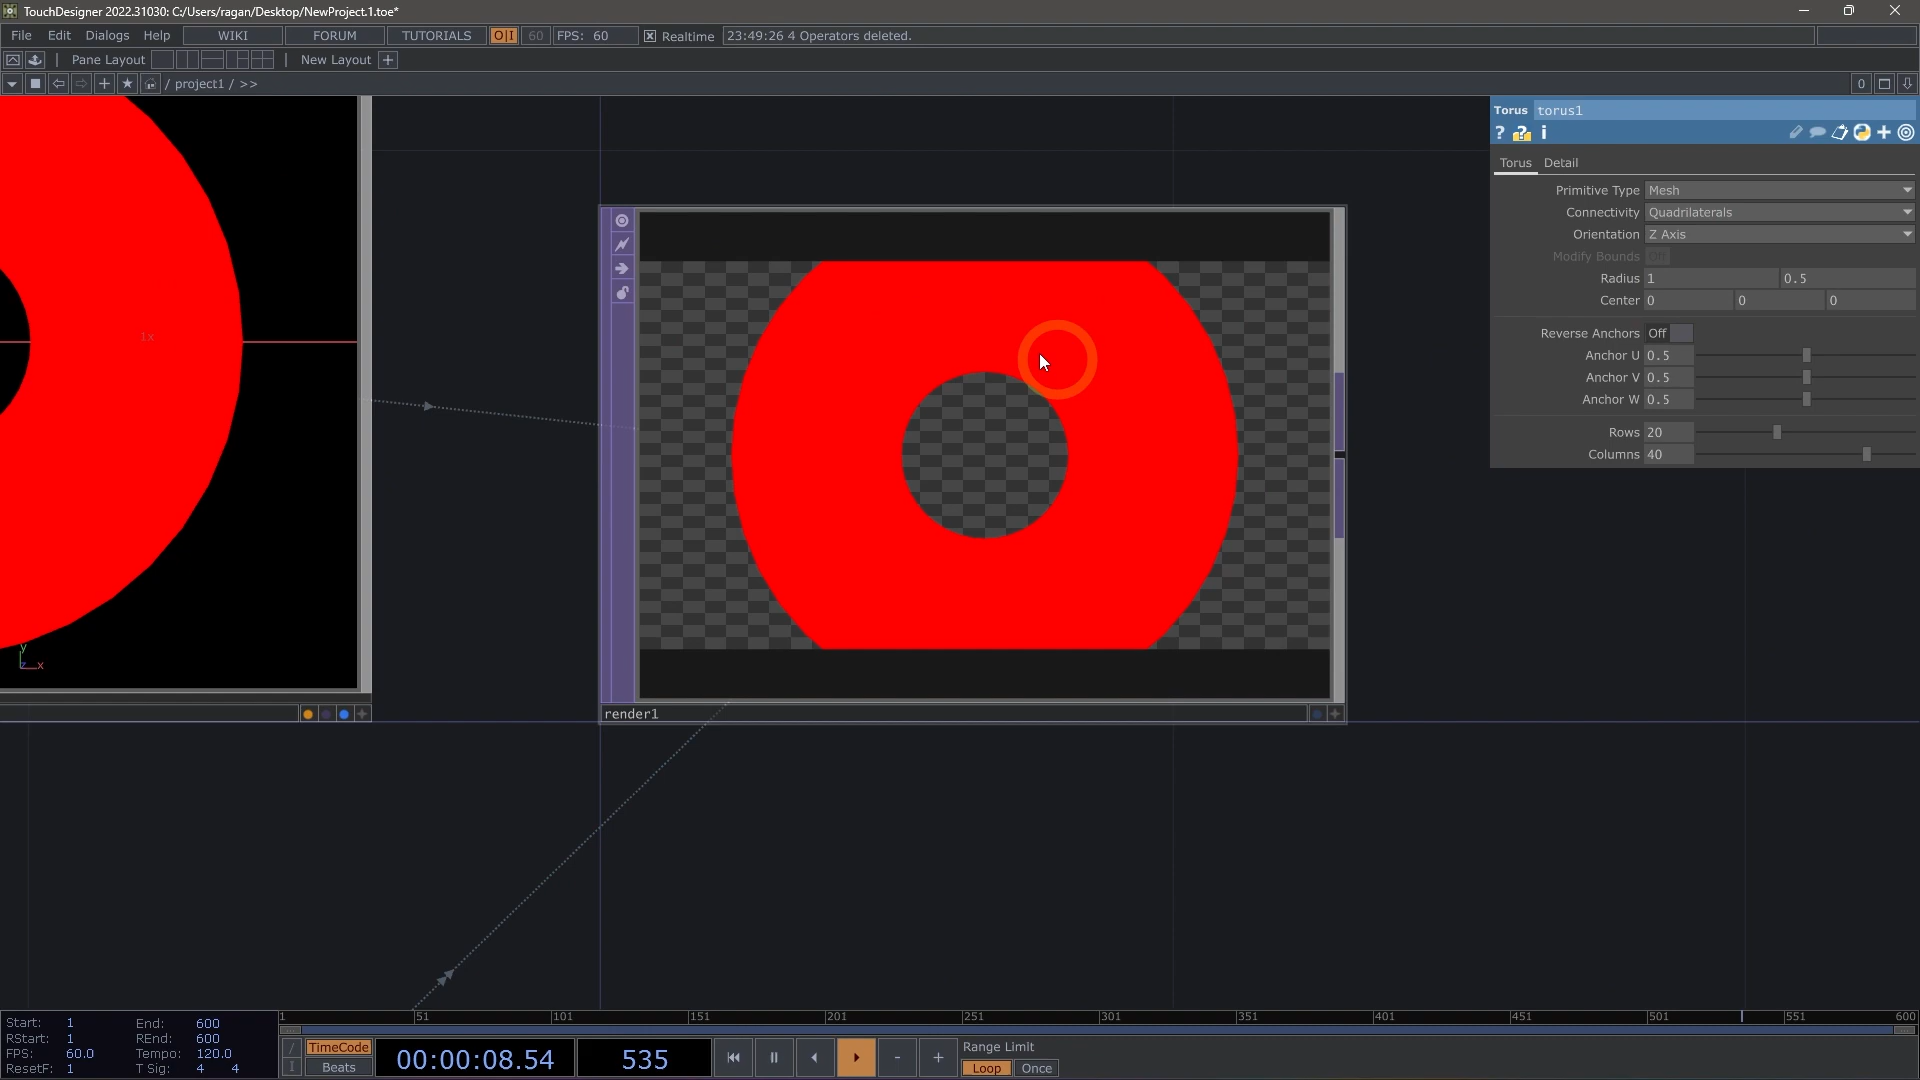 TouchDesigner 2022.31030: C:/Users/ragan/Desktop/NewProject.1.toe*
File Edit Dialogs Help WIKI FORUM TUTORIALS O|I 60 FPS: 60 Realtime 23:49:26 4 Operators deleted.
Pane Layout New Layout +
/ project1 / >> 0
Torus torus1
? ? i
Torus Detail
Primitive Type Mesh
Connectivity Quadrilaterals
Orientation Z Axis
Modify Bounds Off
Radius 1 0.5
Center 0 0 0
Reverse Anchors Off
Anchor U 0.5
Anchor V 0.5
Anchor W 0.5
Rows 20
Columns 40
1x
y
z x
render1
Start: 1 End: 600
RStart: 1 REnd: 600
FPS: 60.0 Tempo: 120.0
ResetF: 1 T Sig: 4 4
1 51 101 151 201 251 301 351 401 451 501 551 600
TimeCode
Beats
00:00:08.54
535
- +
Range Limit
Loop Once